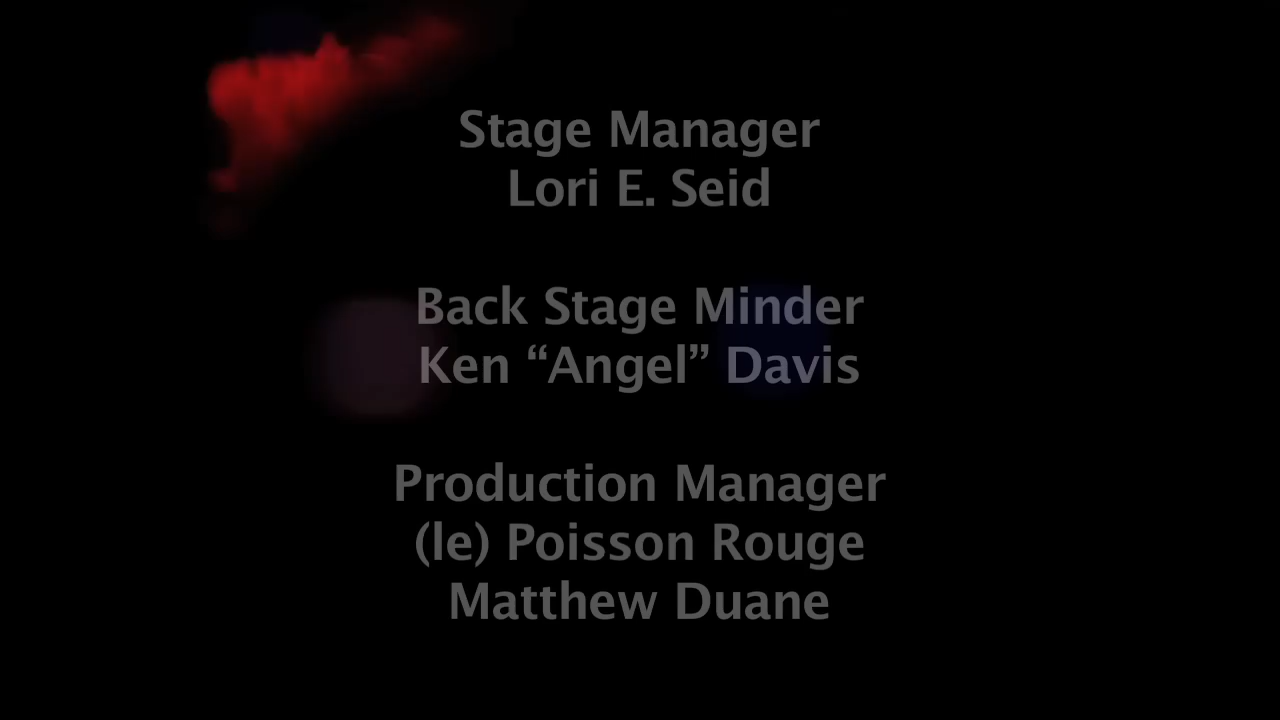 Stage Manager
Lori E. Seid
Back Stage Minder
Ken “Angel” Davis
Production Manager
(le) Poisson Rouge
Matthew Duane